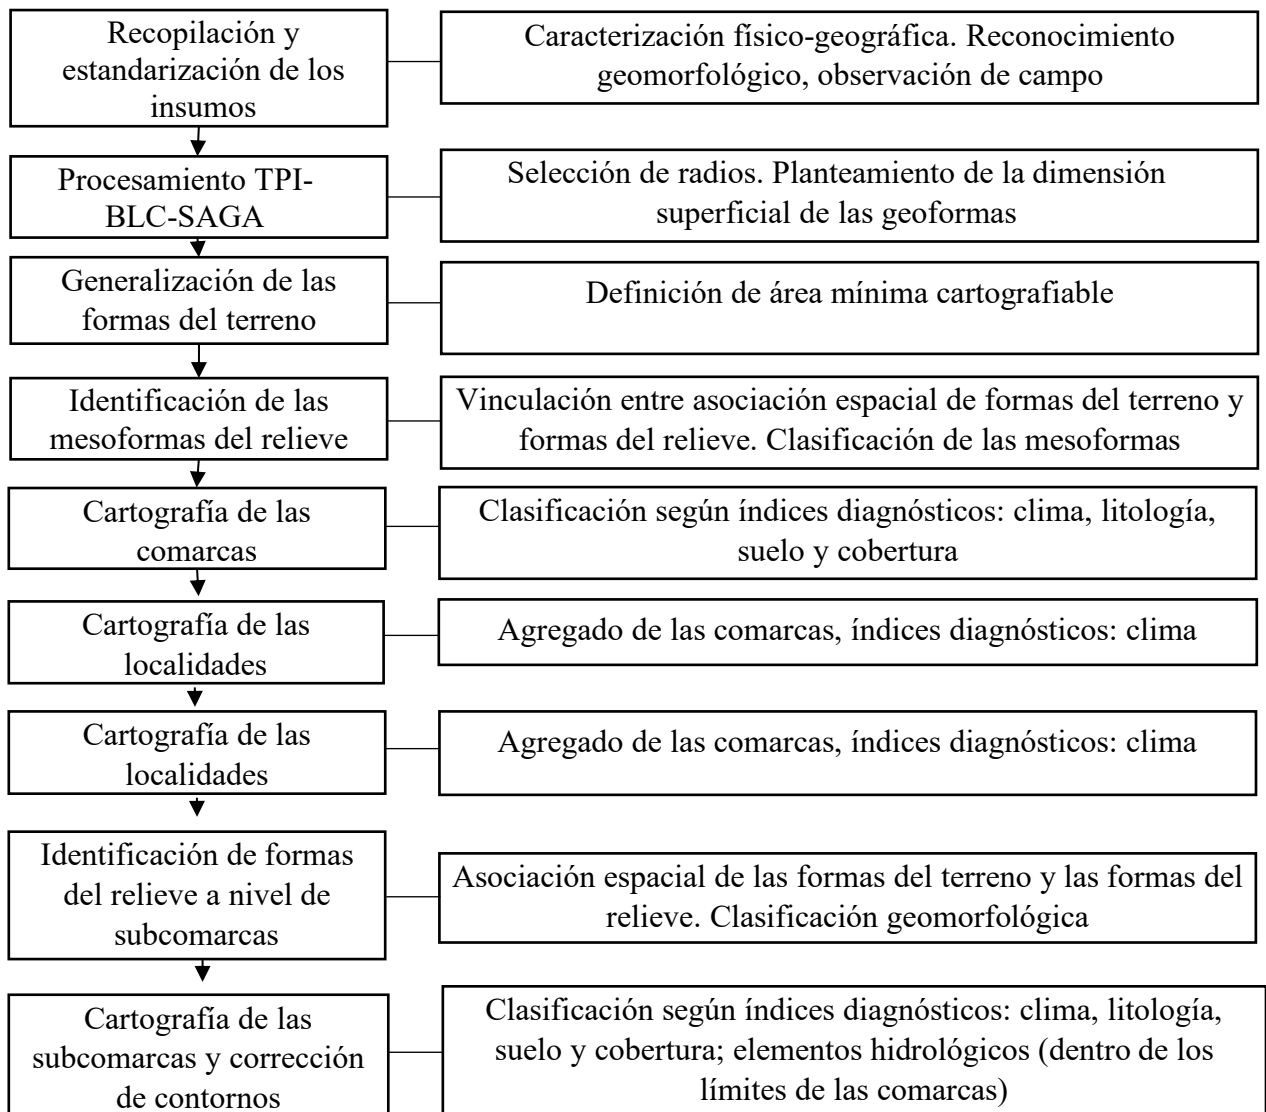 Recopilación y
estandarización de los
insumos
Caracterización físico-geográfica. Reconocimiento
geomorfológico, observación de campo
Procesamiento TPI-
BLC-SAGA
Selección de radios. Planteamiento de la dimensión
superficial de las geoformas
Generalización de las
formas del terreno
Definición de área mínima cartografiable
Identificación de las
mesoformas del relieve
Vinculación entre asociación espacial de formas del terreno y
formas del relieve. Clasificación de las mesoformas
Cartografía de las
comarcas
Clasificación según índices diagnósticos: clima, litología,
suelo y cobertura
Cartografía de las
localidades
Agregado de las comarcas, índices diagnósticos: clima
Cartografía de las
localidades
Agregado de las comarcas, índices diagnósticos: clima
Identificación de formas
del relieve a nivel de
subcomarcas
Asociación espacial de las formas del terreno y las formas del
relieve. Clasificación geomorfológica
Cartografía de las
subcomarcas y corrección
de contornos
Clasificación según índices diagnósticos: clima, litología,
suelo y cobertura; elementos hidrológicos (dentro de los
límites de las comarcas)